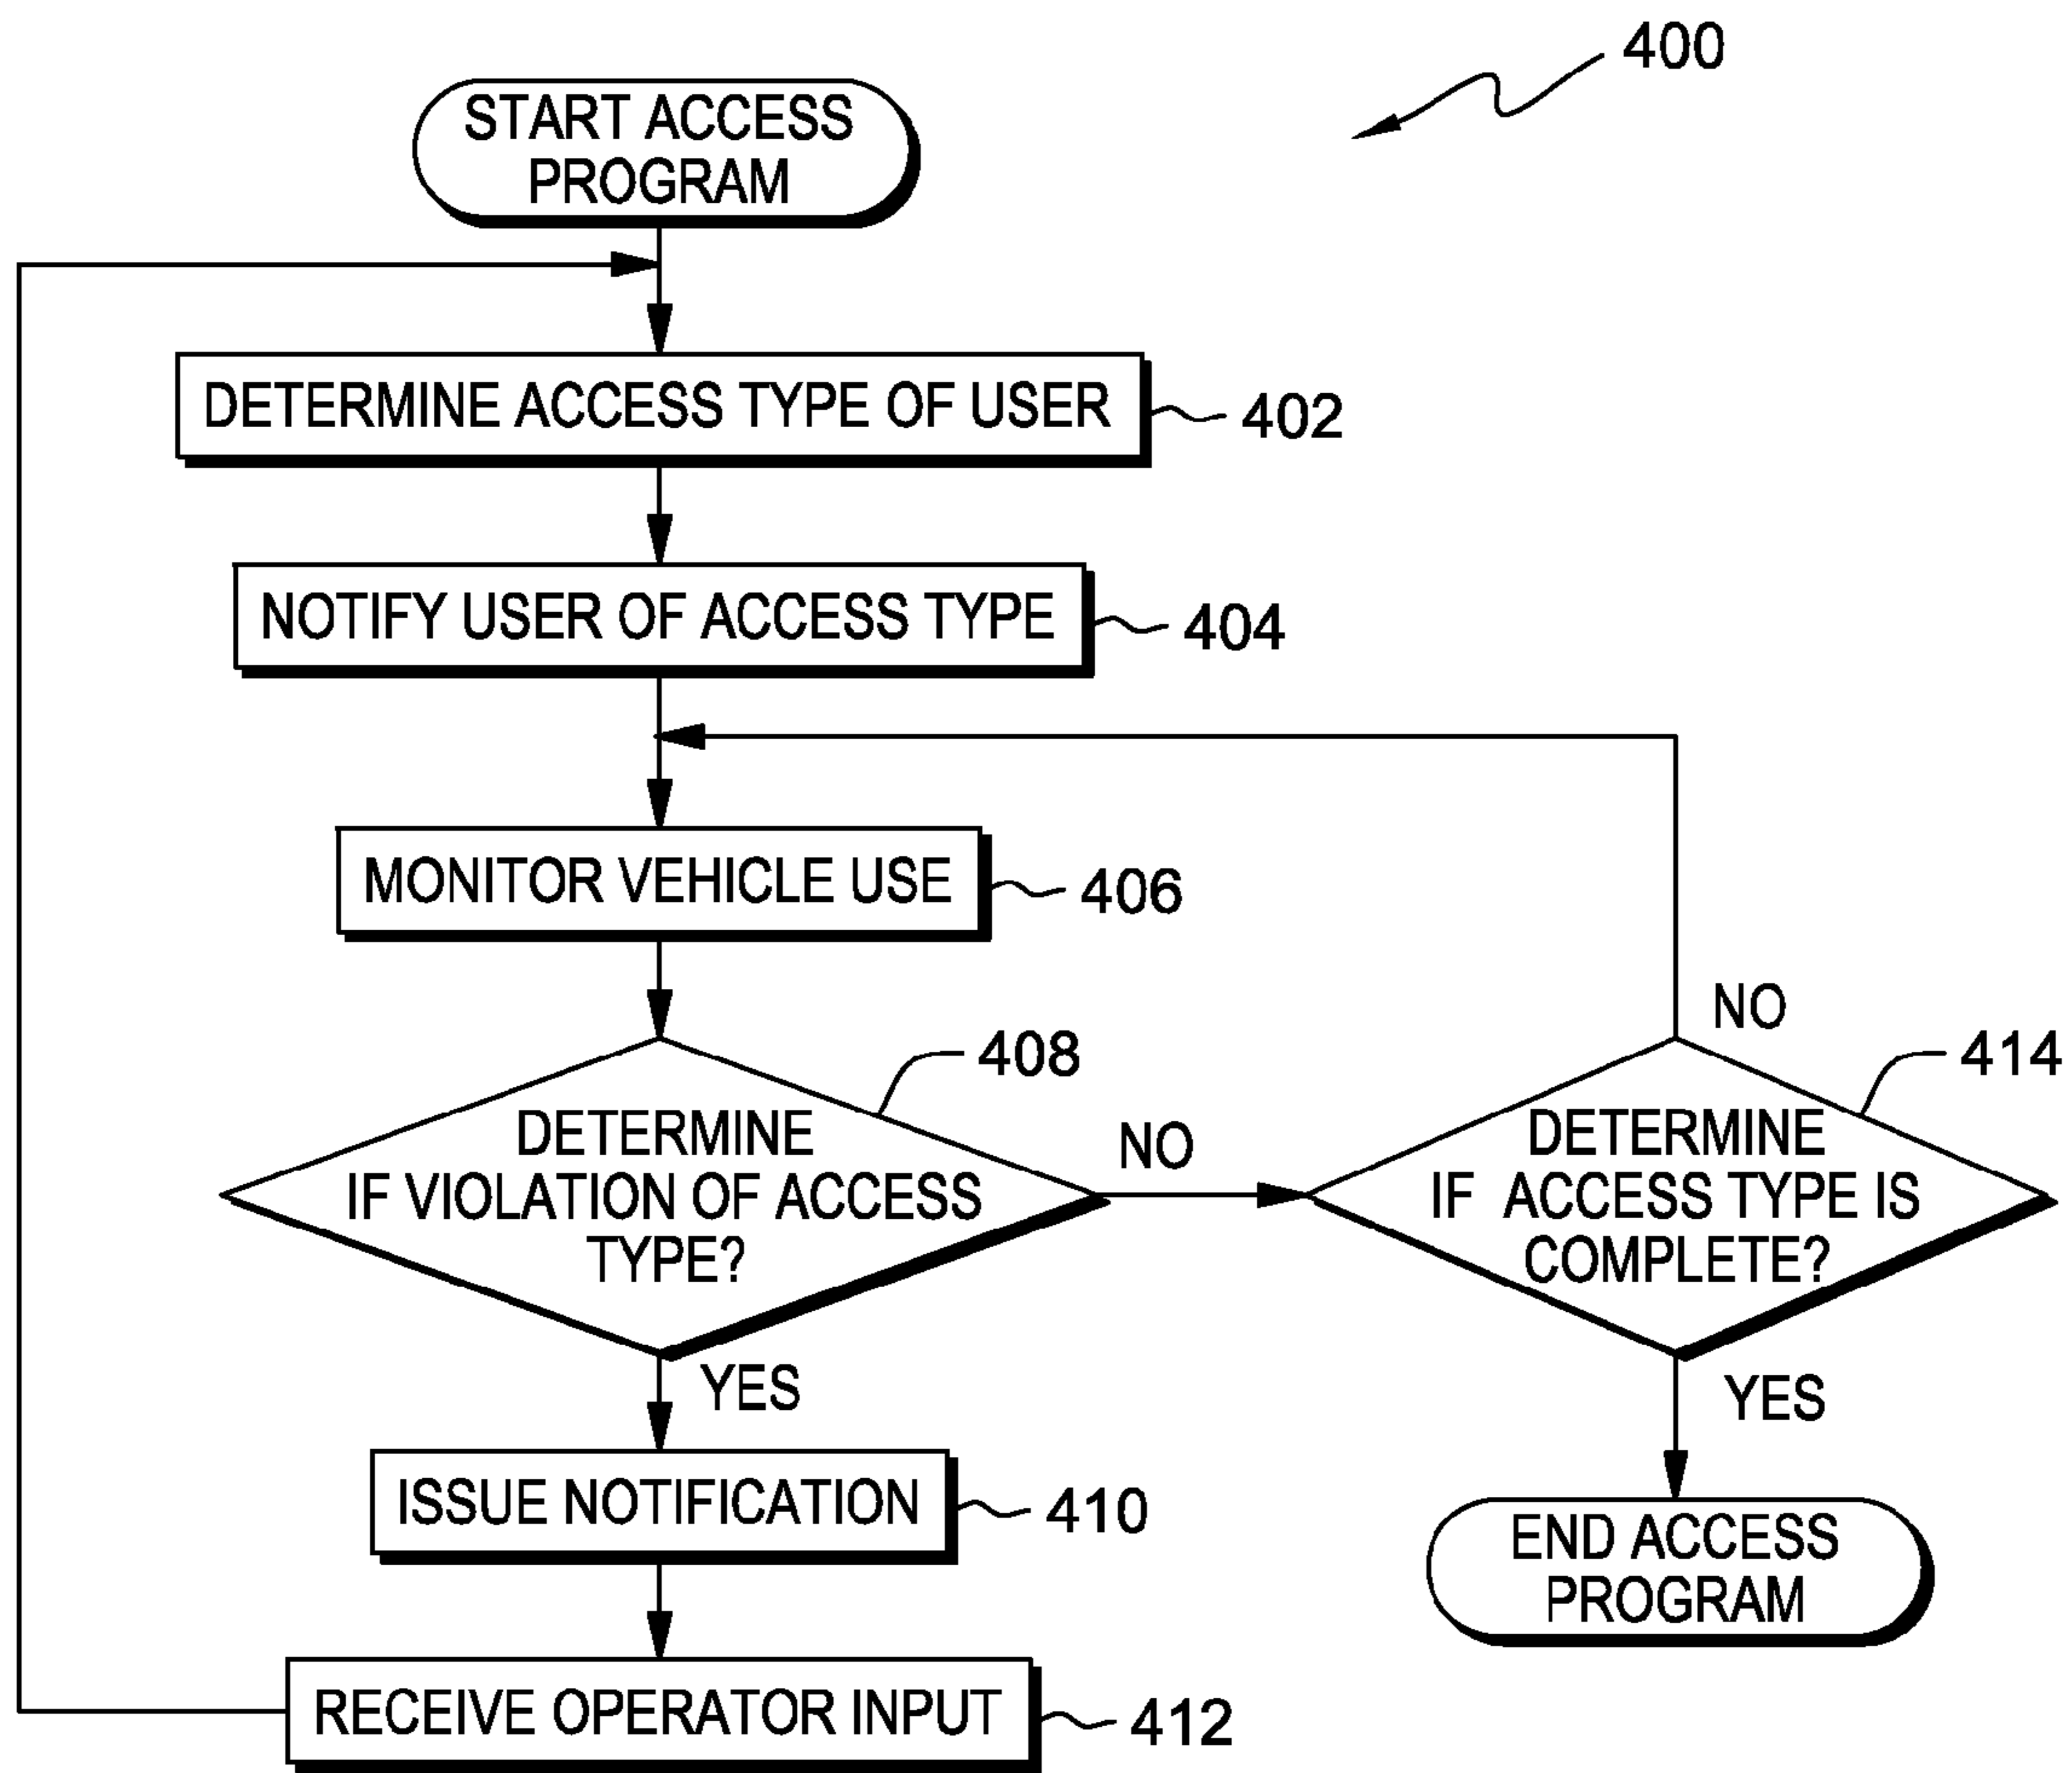 400
START ACCESS
PROGRAM
DETERMINE ACCESS TYPE OF USER
402
NOTIFY USER OF ACCESS TYPE
404
MONITOR VEHICLE USE
406
DETERMINE
IF VIOLATION OF ACCESS
TYPE?
408
NO
DETERMINE
IF ACCESS TYPE IS
COMPLETE?
414
NO
YES
ISSUE NOTIFICATION
410
YES
END ACCESS
PROGRAM
RECEIVE OPERATOR INPUT
412